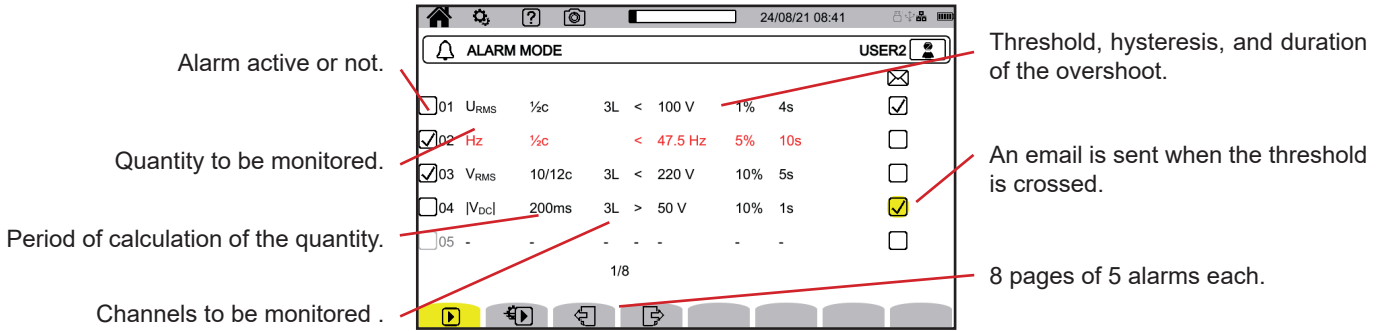 24/08/21 08:41
ALARM MODE
USER2
01 U RMS ½c 3L < 100 V 1% 4s
02 Hz ½c < 47.5 Hz 5% 10s
03 V RMS 10/12c 3L < 220 V 10% 5s
04 |V DC| 200ms 3L > 50 V 10% 1s
05 - - - - - - -
1/8
Alarm active or not.
Quantity to be monitored.
Period of calculation of the quantity.
Channels to be monitored .
Threshold, hysteresis, and duration
of the overshoot.
An email is sent when the threshold
is crossed.
8 pages of 5 alarms each.